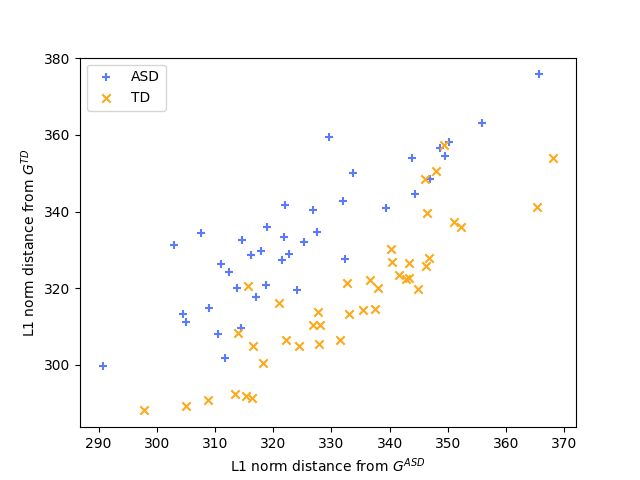 380
360
340
320
300
L1 norm distance from G^{TD}
ASD
TD
290 300 310 320 330 340 350 360 370
L1 norm distance from G^{ASD}